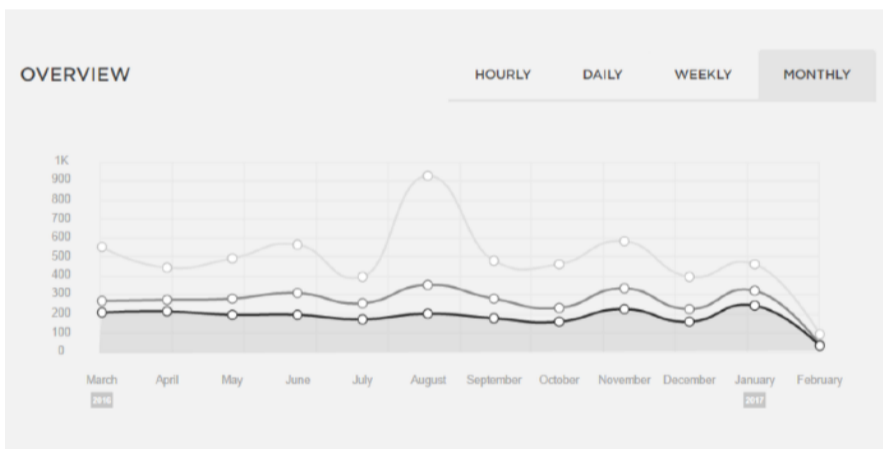 OVERVIEW
HOURLY DAILY WEEKLY MONTHLY
1K
900
800
700
600
500
400
300
200
100
0
March April May June July August September October November December January February
2016 2017